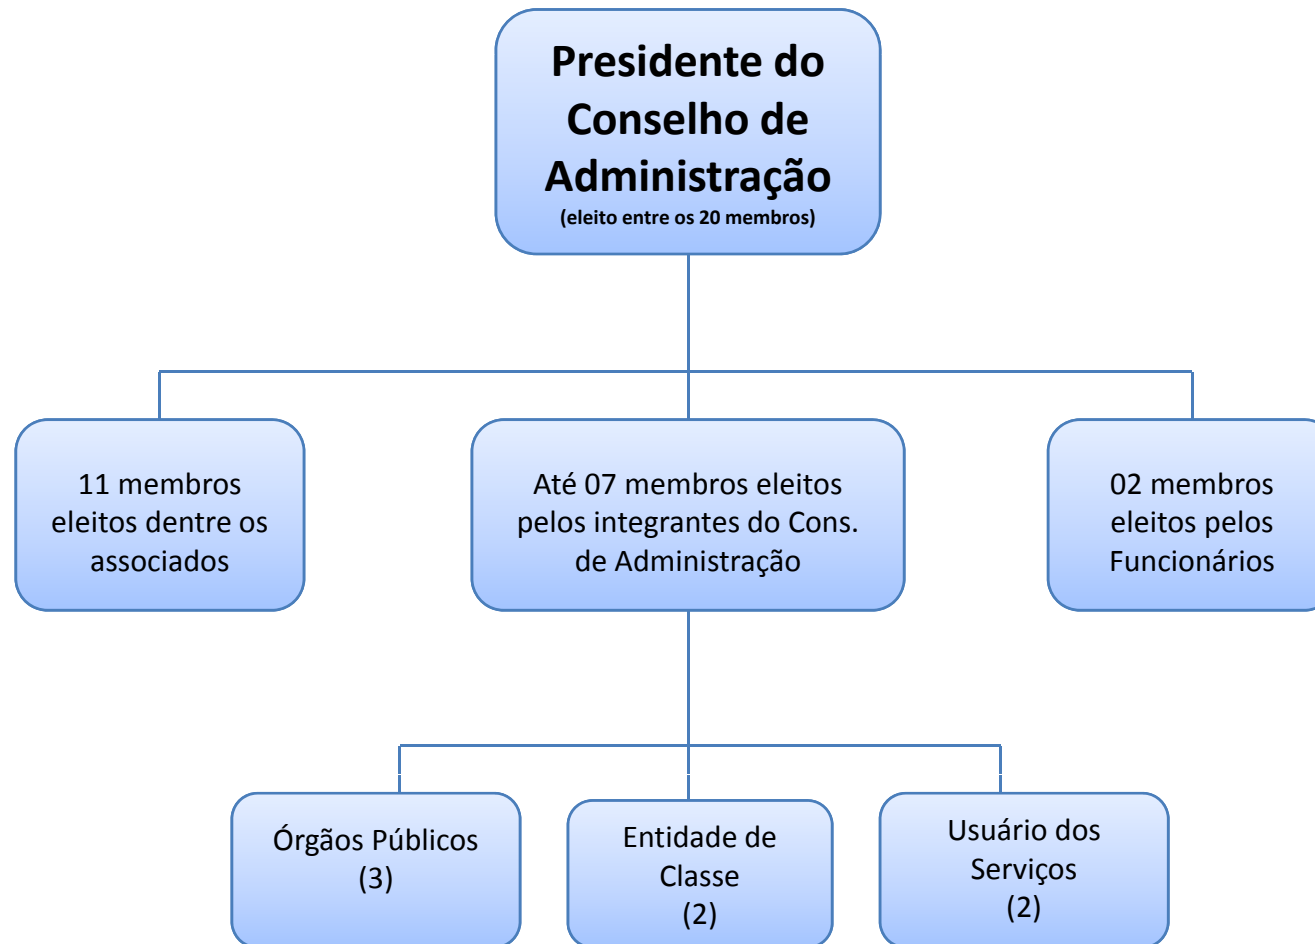 Presidente do
Conselho de
Administração
(eleito entre os 20 membros)
11 membros
eleitos dentre os
associados
Até 07 membros eleitos
pelos integrantes do Cons.
de Administração
02 membros
eleitos pelos
Funcionários
Órgãos Públicos
(3)
Entidade de
Classe
(2)
Usuário dos
Serviços
(2)